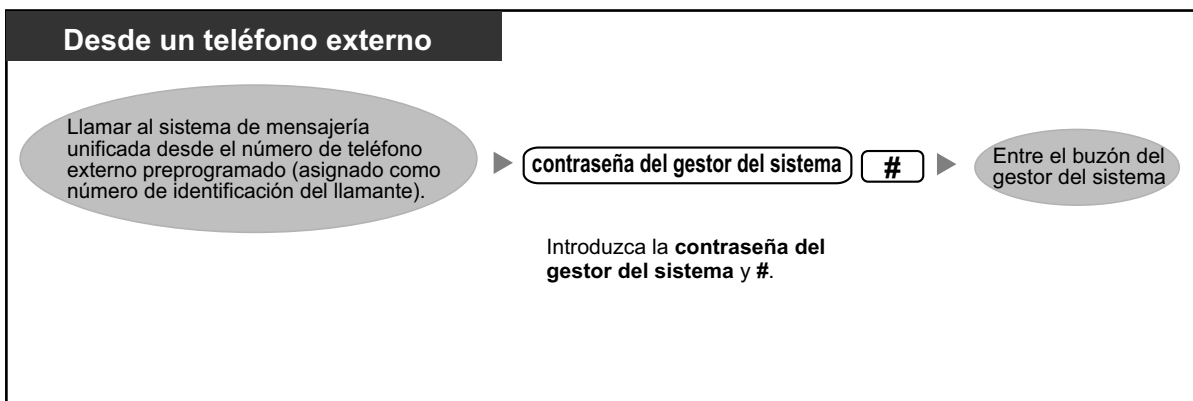 Desde un teléfono externo
Llamar al sistema de mensajería
unificada desde el número de teléfono
externo preprogramado (asignado como
número de identificación del llamante).
contraseña del gestor del sistema
#
Entre el buzón del
gestor del sistema
Introduzca la contraseña del
gestor del sistema y #.